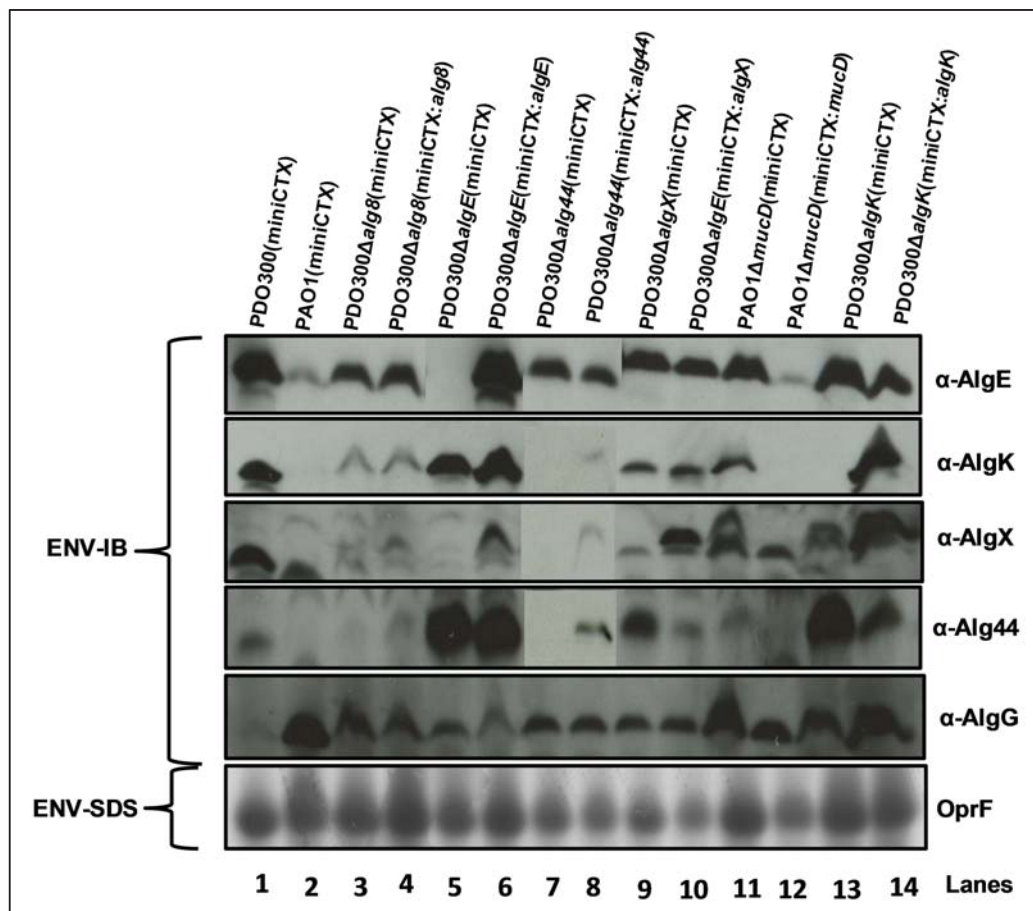 PDO300(miniCTX)
PAO1(miniCTX)
PDO300Δalg8(miniCTX)
PDO300Δalg8(miniCTX:alg8)
PDO300ΔalgE(miniCTX)
PDO300ΔalgE(miniCTX:algE)
PDO300Δalg44(miniCTX)
PDO300Δalg44(miniCTX:alg44)
PDO300ΔalgX(miniCTX)
PDO300ΔalgE(miniCTX:algX)
PAO1ΔmucD(miniCTX)
PAO1ΔmucD(miniCTX:mucD)
PDO300ΔalgK(miniCTX)
PDO300ΔalgK(miniCTX:algK)
α-AlgE
α-AlgK
ENV-IB
α-AlgX
α-Alg44
α-AlgG
ENV-SDS
OprF
1 2 3 4 5 6 7 8 9 10 11 12 13 14 Lanes